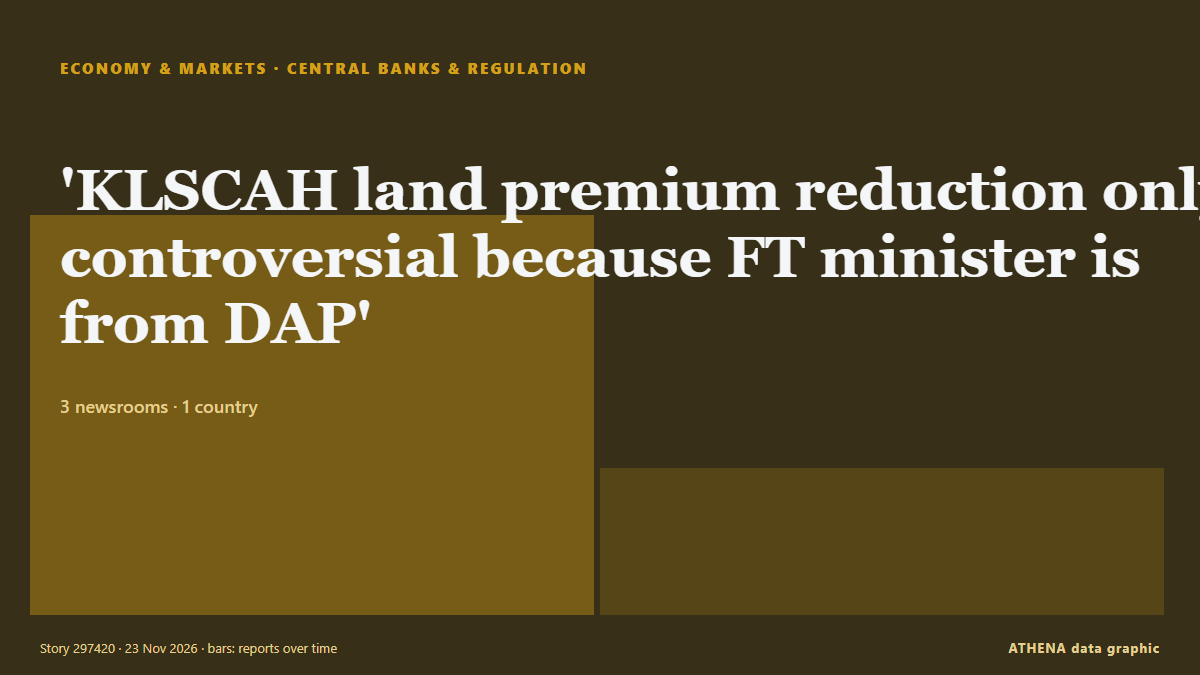 ECONOMY & MARKETS · CENTRAL BANKS & REGULATION
'KLSCAH land premium reduction only
controversial because FT minister is
from DAP'
3 newsrooms · 1 country
Story 297420 · 23 Nov 2026 · bars: reports over time
ATHENA data graphic